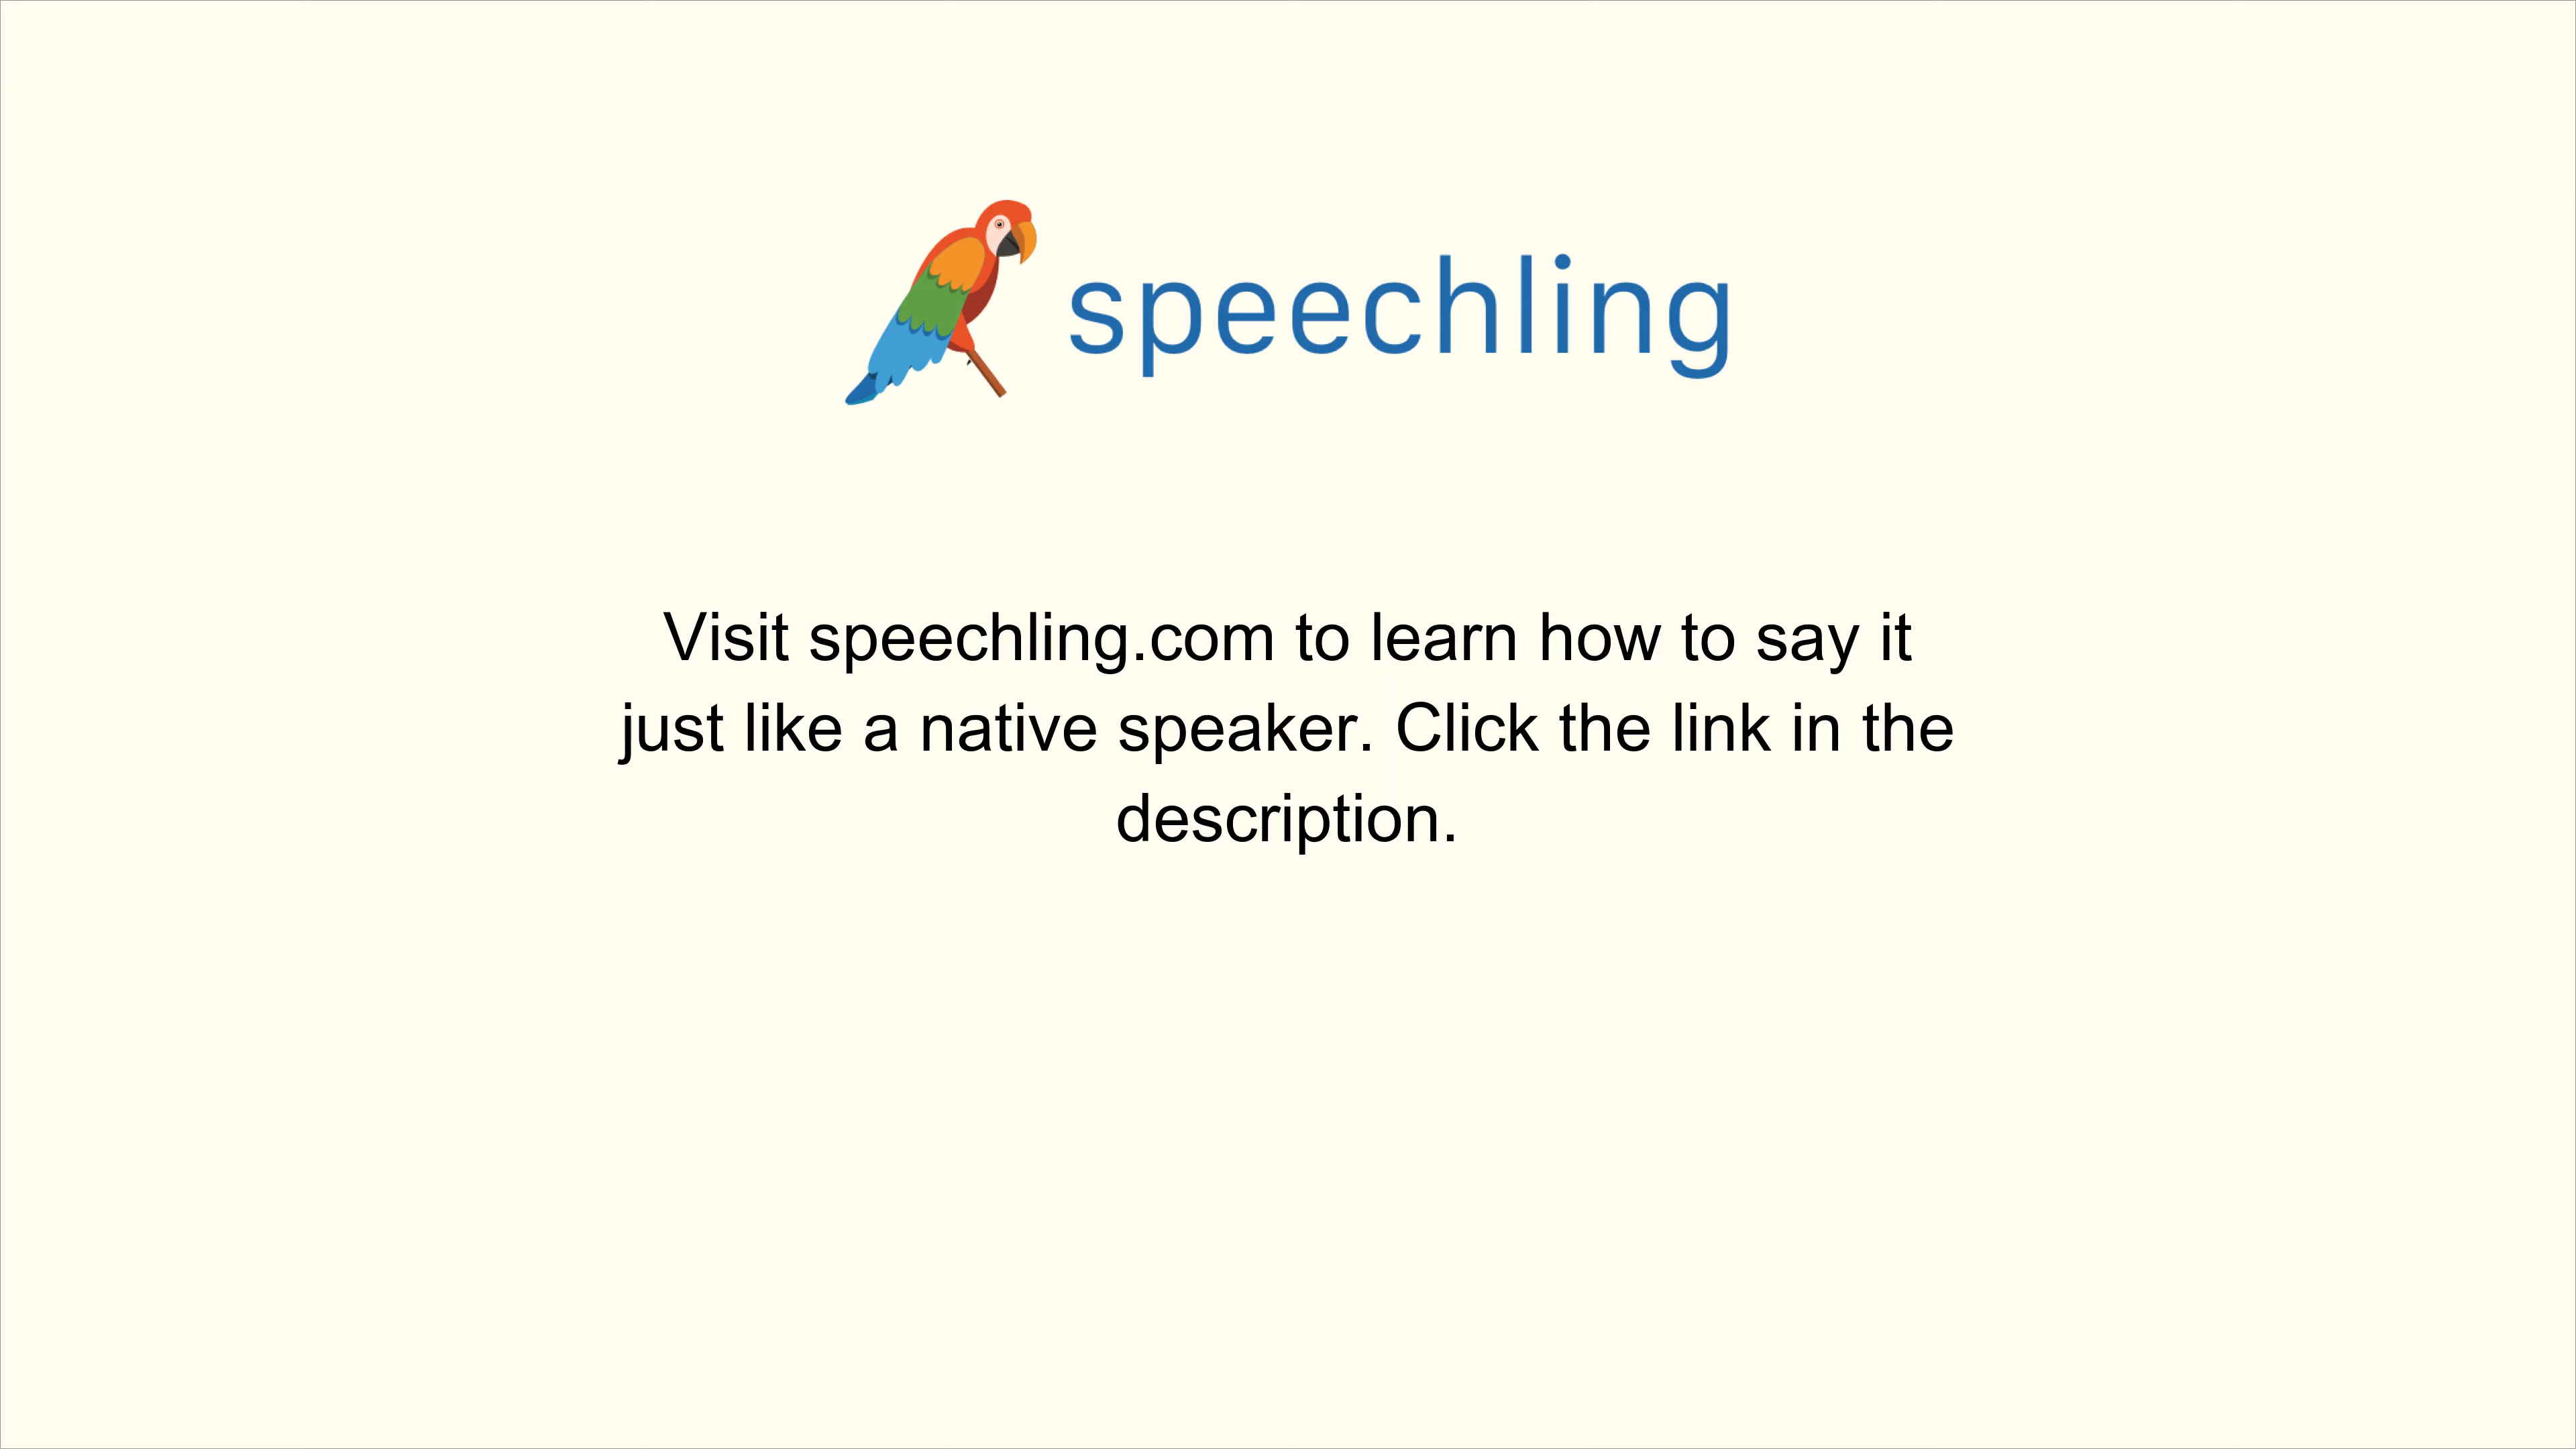 speechling
Visit speechling.com to learn how to say it
just like a native speaker. Click the link in the
description.